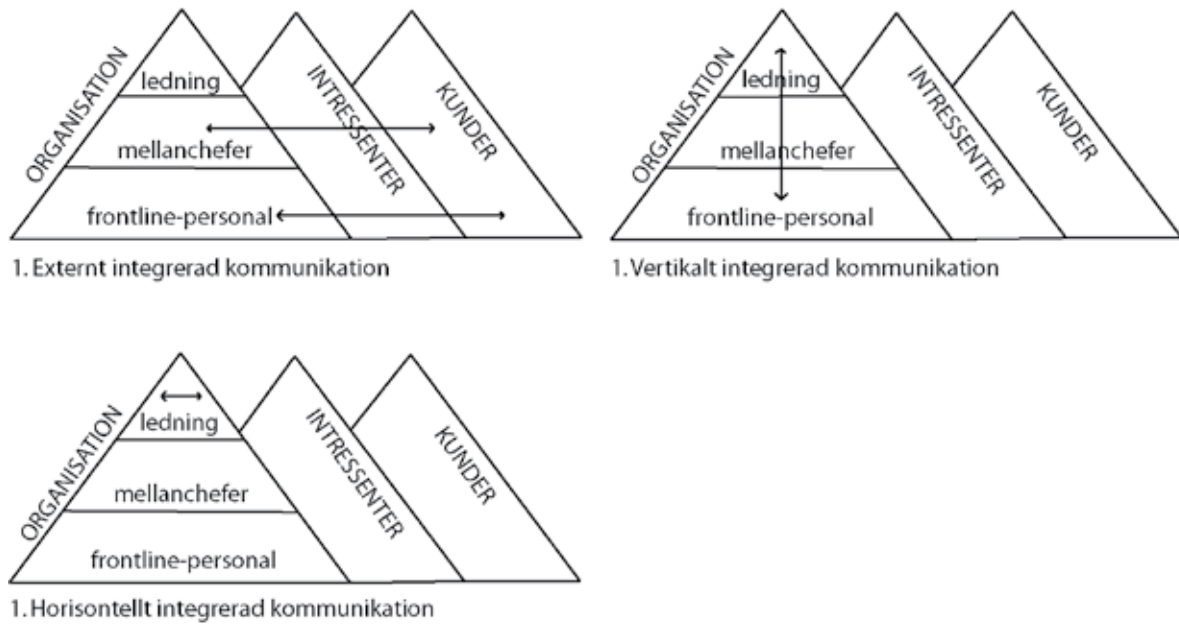 ORGANISATION
ledning
mellanchefer
frontline-personal
INTRESSENTER
KUNDER
1. Externt integrerad kommunikation
ORGANISATION
ledning
mellanchefer
frontline-personal
INTRESSENTER
KUNDER
1. Vertikalt integrerad kommunikation
ORGANISATION
ledning
mellanchefer
frontline-personal
INTRESSENTER
KUNDER
1. Horisontellt integrerad kommunikation